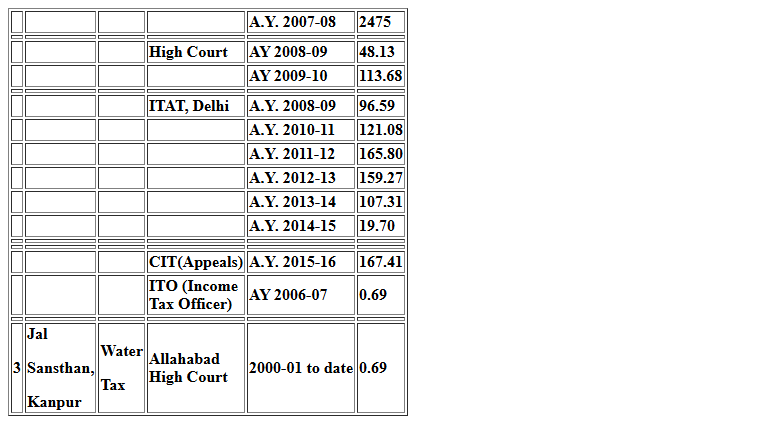 A.Y. 2007-08 2475
High Court AY 2008-09 48.13
AY 2009-10 113.68
ITAT, Delhi A.Y. 2008-09 96.59
A.Y. 2010-11 121.08
A.Y. 2011-12 165.80
A.Y. 2012-13 159.27
A.Y. 2013-14 107.31
A.Y. 2014-15 19.70
CIT(Appeals) A.Y. 2015-16 167.41
ITO (Income
Tax Officer) AY 2006-07 0.69
3 Jal
Sansthan,
Kanpur Water
Tax Allahabad
High Court 2000-01 to date 0.69